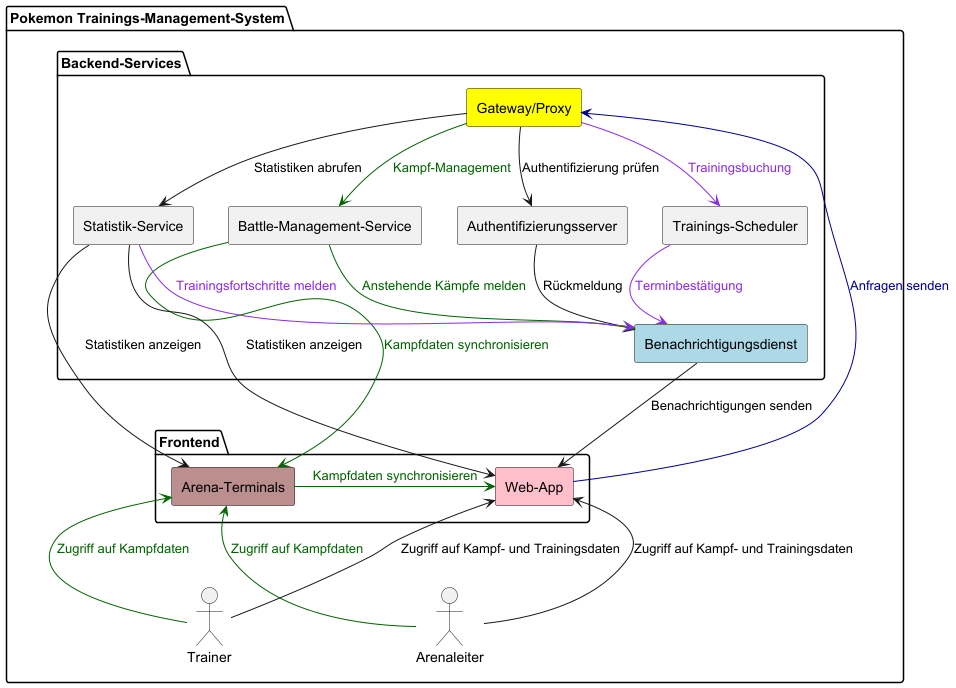 Pokemon Trainings-Management-System
Backend-Services
Gateway/Proxy
Statistiken abrufen
Kampf-Management
Authentifizierung prüfen
Trainingsbuchung
Statistik-Service
Battle-Management-Service
Authentifizierungsserver
Trainings-Scheduler
Trainingsfortschritte melden
Anstehende Kämpfe melden
Rückmeldung
Terminbestätigung
Anfragen senden
Statistiken anzeigen
Statistiken anzeigen
Kampfdaten synchronisieren
Benachrichtigungsdienst
Benachrichtigungen senden
Frontend
Kampfdaten synchronisieren
Arena-Terminals
Web-App
Zugriff auf Kampfdaten
Zugriff auf Kampfdaten
Zugriff auf Kampf- und Trainingsdaten
Zugriff auf Kampf- und Trainingsdaten
Trainer
Arenaleiter